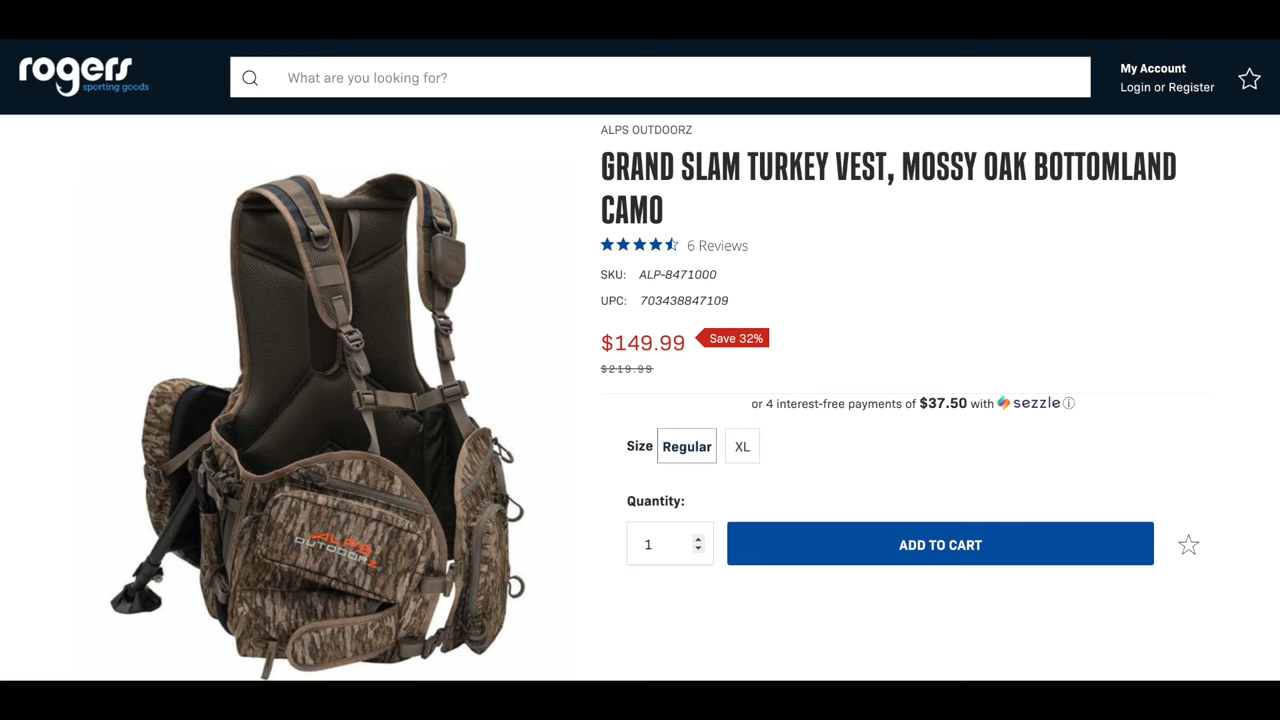 rogers
sporting goods
What are you looking for?
My Account
Login or Register
ALPS OUTDOORZ
GRAND SLAM TURKEY VEST, MOSSY OAK BOTTOMLAND
CAMO
6 Reviews
SKU: ALP-8471000
UPC: 703438847109
$149.99 Save 32%
$219.99
or 4 interest-free payments of $37.50 with sezzle
Size Regular XL
Quantity:
1 ADD TO CART
ALPS
OUTDOORZ